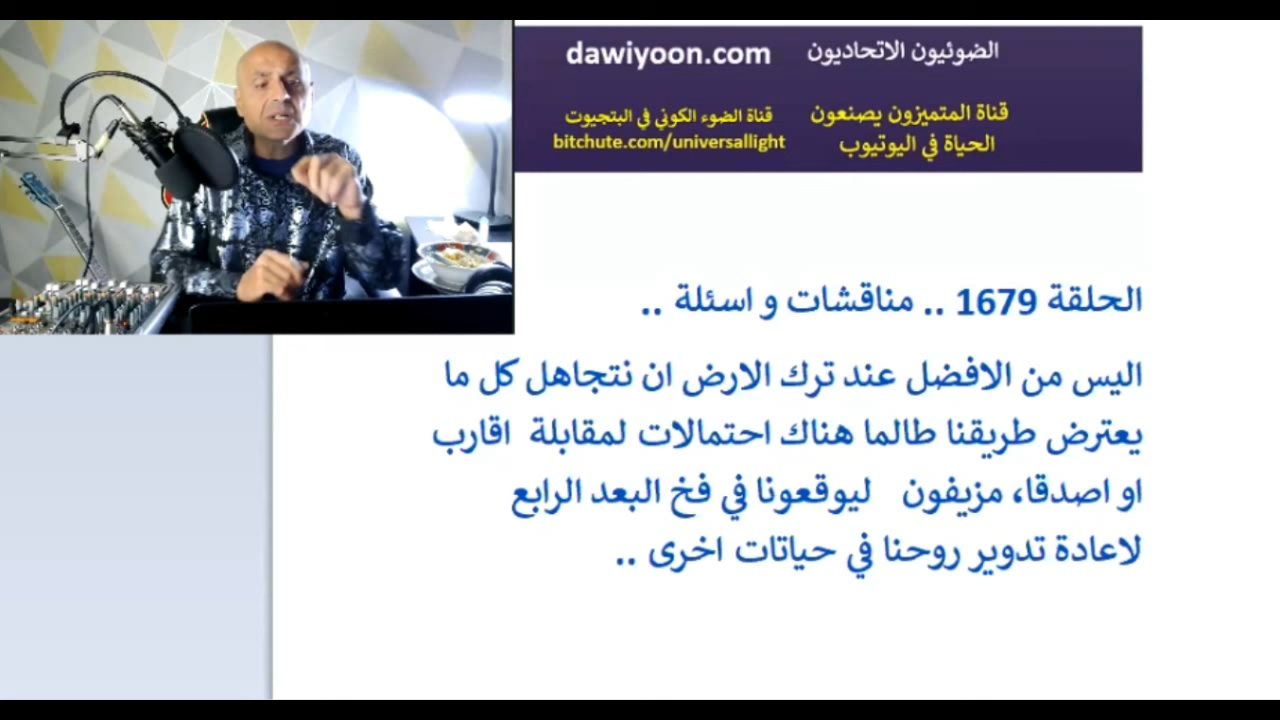 dawiyoon.com
الضوئيون الاتحاديون
قناة المتميزون يصنعون
الحياة في اليوتيوب
قناة الضوء الكوني في البتجيوت
bitchute.com/universallight
الحلقة 1679 .. مناقشات و اسئلة ..
اليس من الافضل عند ترك الارض ان نتجاهل كل ما
يعترض طريقنا طالما هناك احتمالات لمقابلة اقارب
او اصدقاء مزيفون ليوقعونا في فخ البعد الرابع
لاعادة تدوير روحنا في حياتات اخرى ..